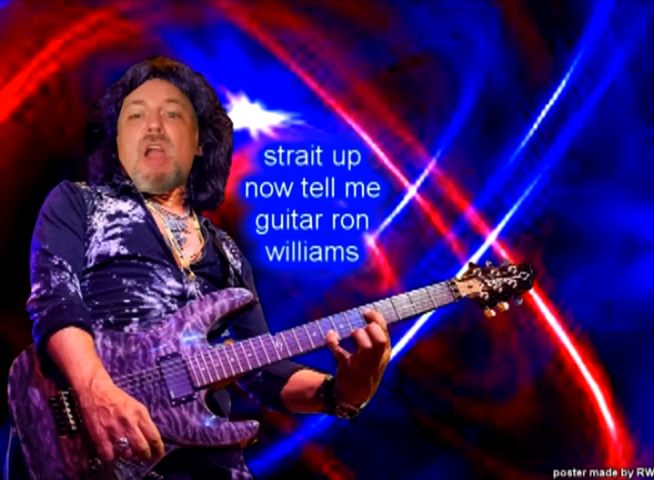 strait up
now tell me
guitar ron
williams
poster made by RW